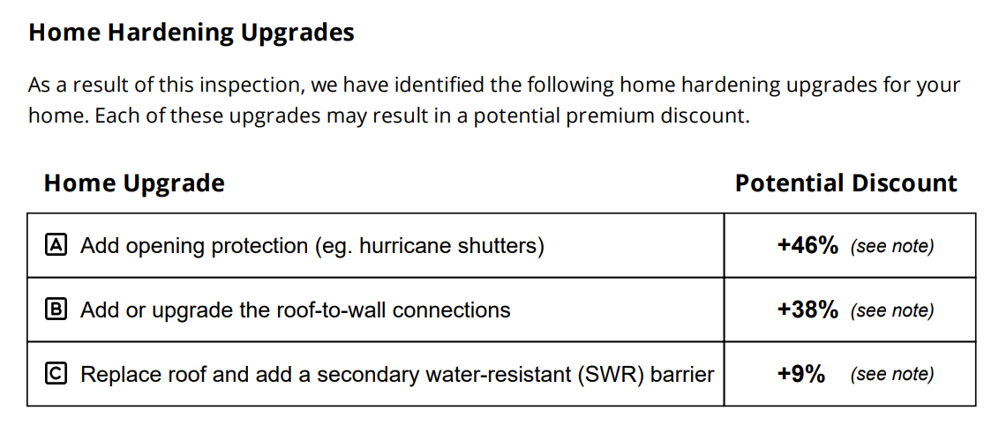 Home Hardening Upgrades
As a result of this inspection, we have identified the following home hardening upgrades for your
home. Each of these upgrades may result in a potential premium discount.
Home Upgrade Potential Discount
A Add opening protection (eg. hurricane shutters) +46% (see note)
B Add or upgrade the roof-to-wall connections +38% (see note)
C Replace roof and add a secondary water-resistant (SWR) barrier +9% (see note)